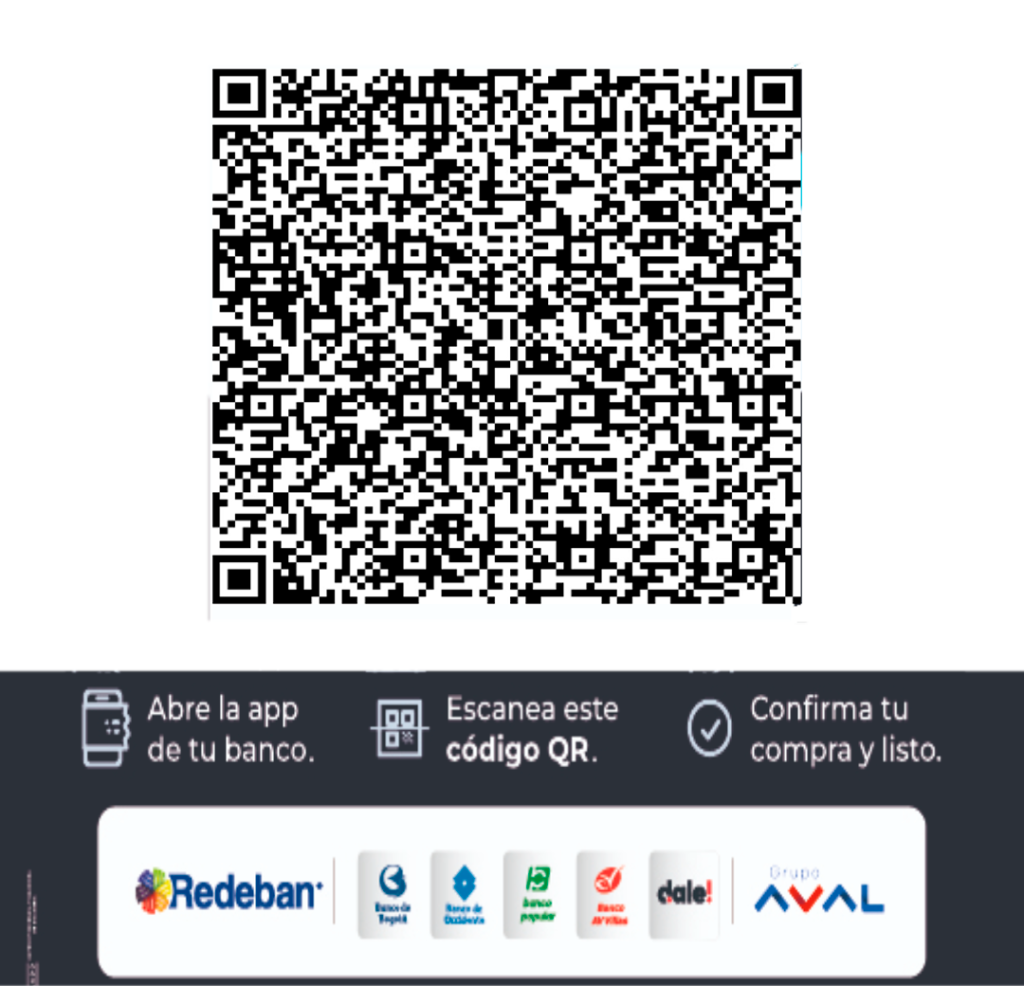 Abre la app
de tu banco.
Escanea este
código QR.
Confirma tu
compra y listo.
Redeban
Banco de
Bogotá
Banco de
Occidente
banco
popular
Banco
AV Villas
dale!
Grupo
AVAL